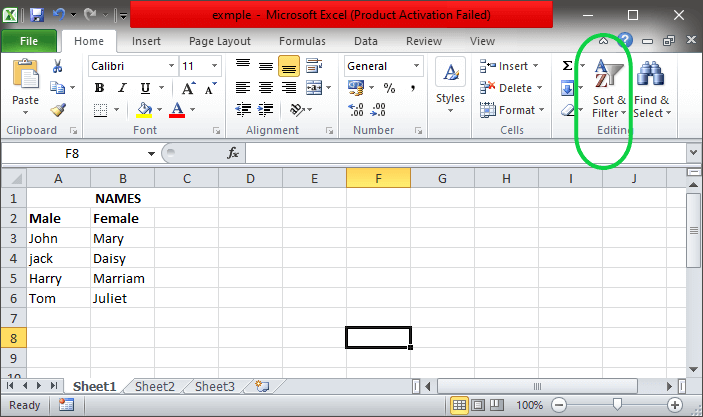 exmple - Microsoft Excel (Product Activation Failed)
File Home Insert Page Layout Formulas Data Review View
Calibri 11 General Insert Σ
Paste B I U A A A $ % , Styles Delete Sort & Filter Find & Select
.00 .0 Format
Clipboard Font Alignment Number Cells Editing
F8 fx
A B C D E F G H I J
1 NAMES
2 Male Female
3 John Mary
4 jack Daisy
5 Harry Marriam
6 Tom Juliet
7
8
9
10
Sheet1 Sheet2 Sheet3
Ready 100%